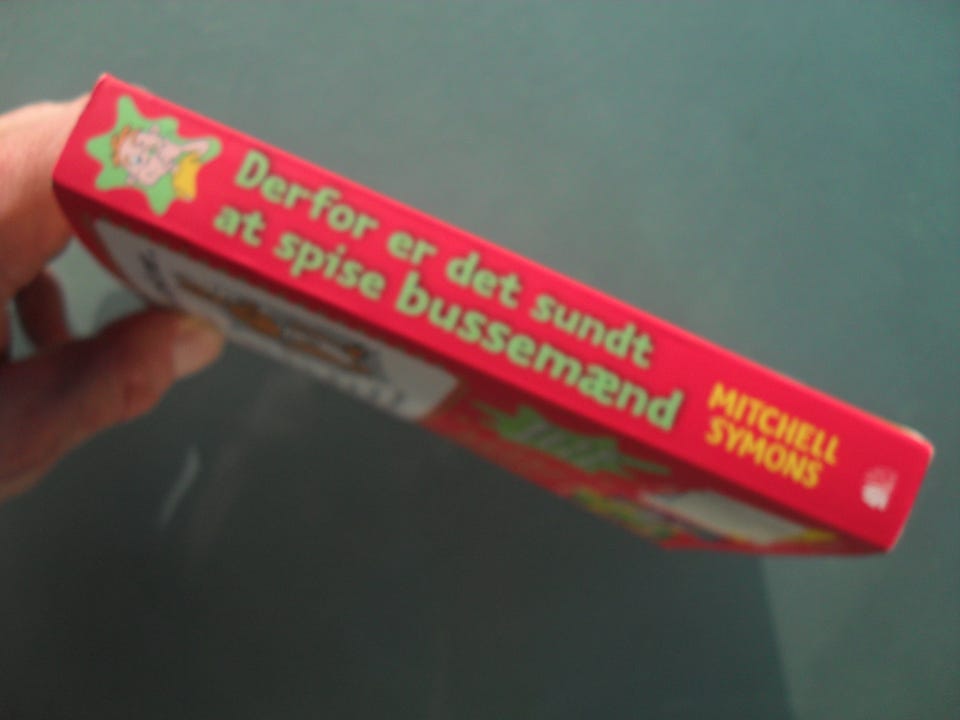 Derfor er det sundt
at spise bussemænd
MITCHELL
SYMONS